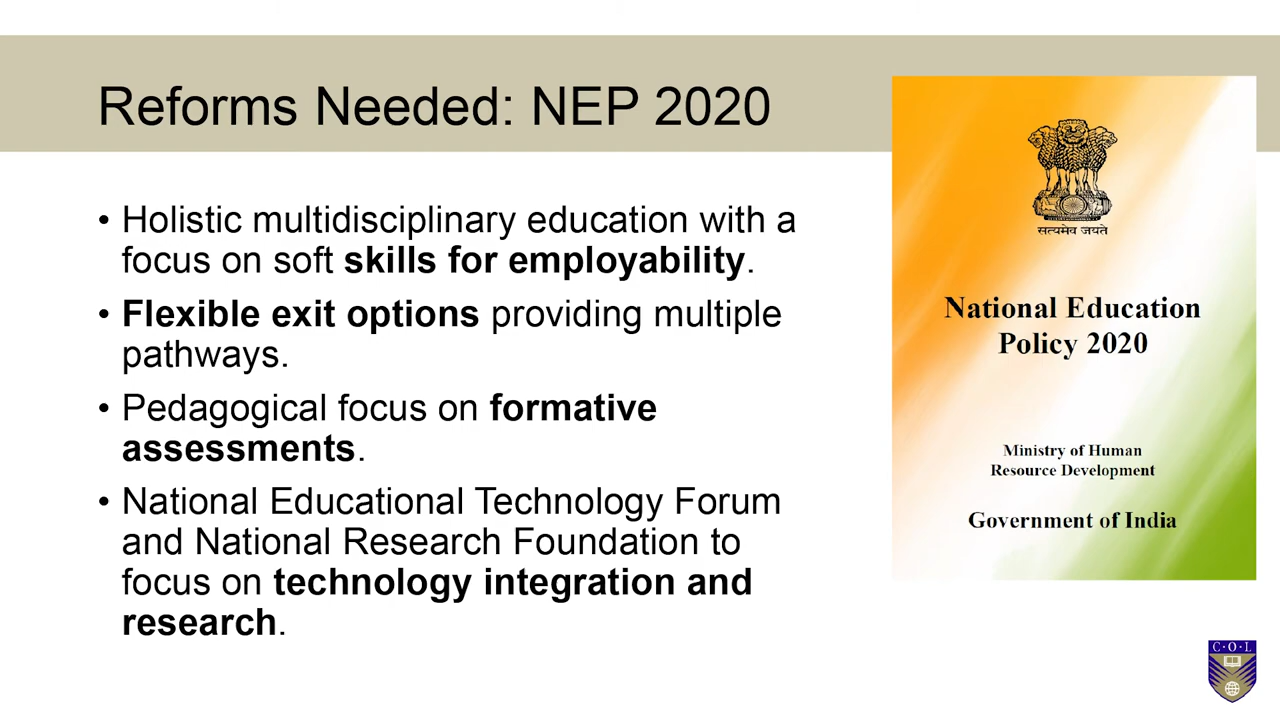 Reforms Needed: NEP 2020
• Holistic multidisciplinary education with a
focus on soft skills for employability.
• Flexible exit options providing multiple
pathways.
• Pedagogical focus on formative
assessments.
• National Educational Technology Forum
and National Research Foundation to
focus on technology integration and
research.
सत्यमेव जयते
National Education
Policy 2020
Ministry of Human
Resource Development
Government of India
C·O·L